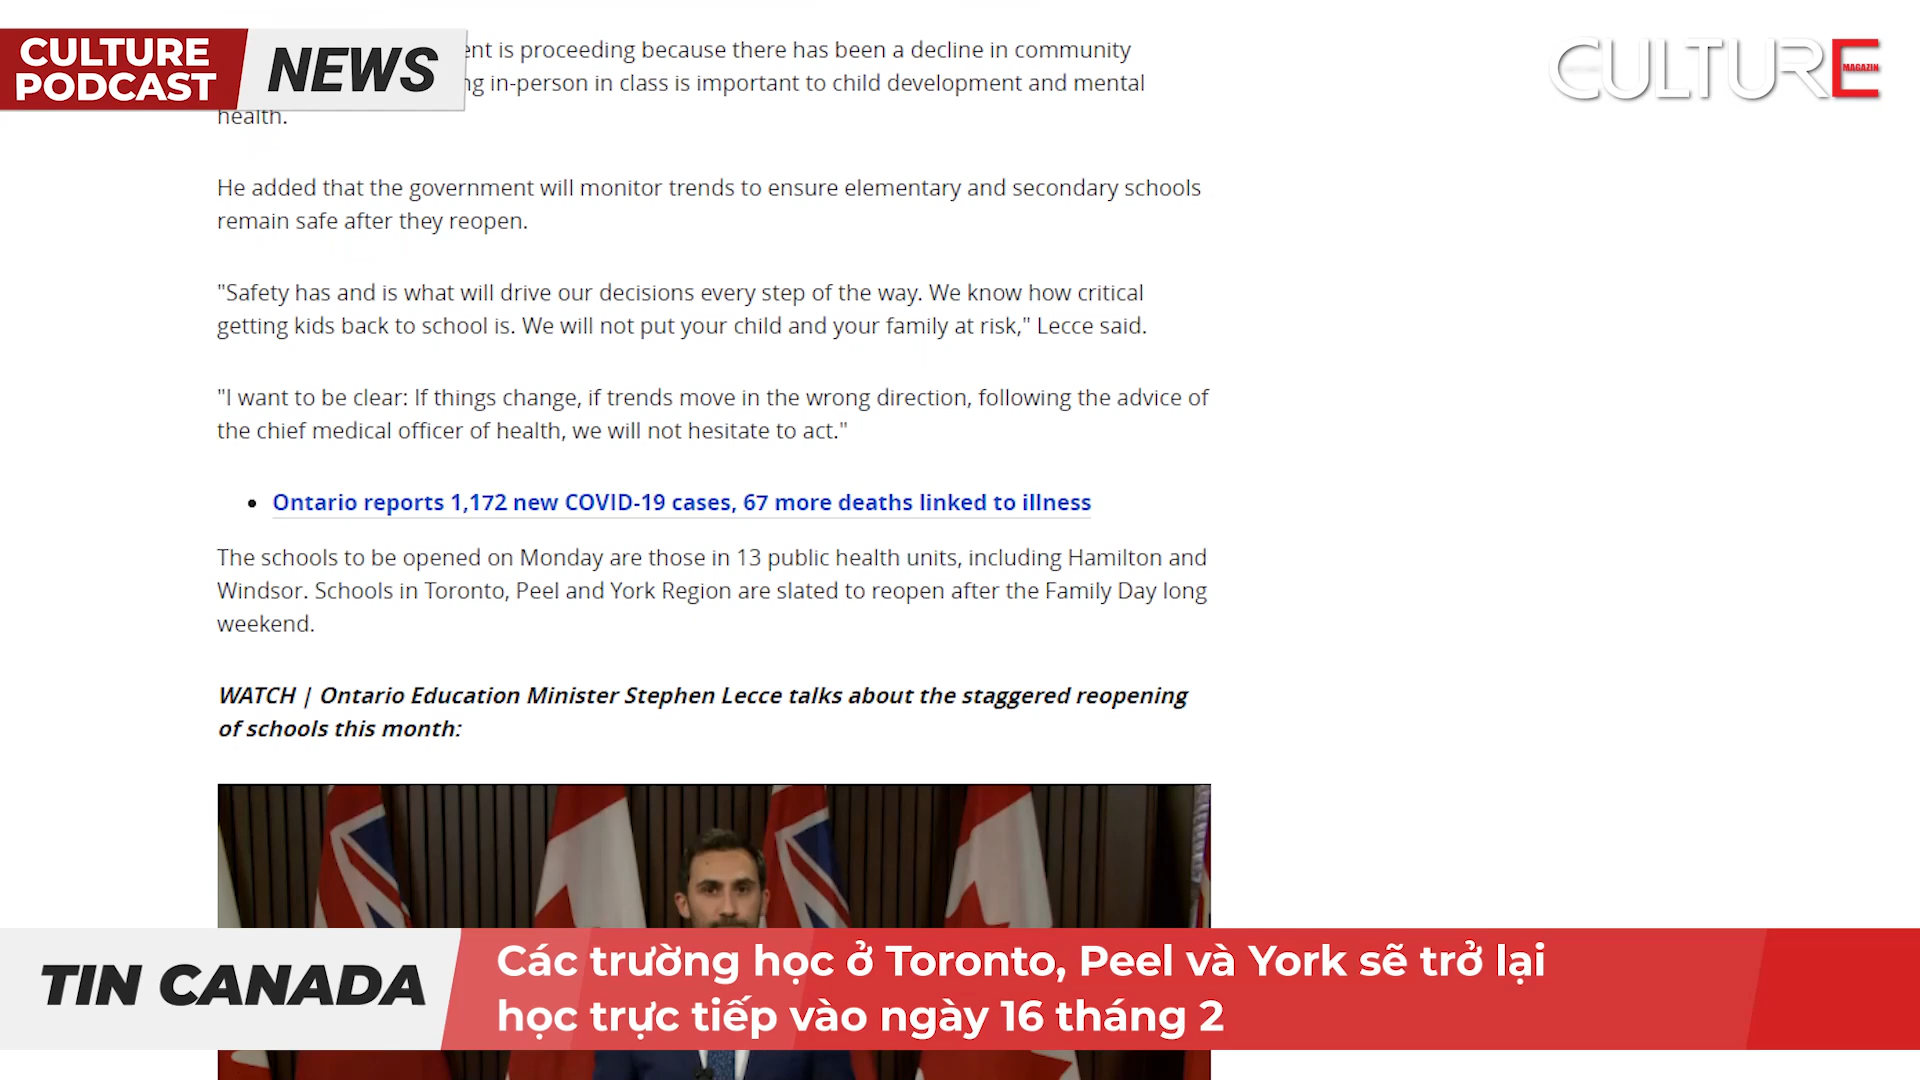 CULTURE
PODCAST
NEWS
CULTURE
MAGAZIN
is proceeding because there has been a decline in community
in-person in class is important to child development and mental
health.
He added that the government will monitor trends to ensure elementary and secondary schools
remain safe after they reopen.
"Safety has and is what will drive our decisions every step of the way. We know how critical
getting kids back to school is. We will not put your child and your family at risk," Lecce said.
"I want to be clear: If things change, if trends move in the wrong direction, following the advice of
the chief medical officer of health, we will not hesitate to act."
• Ontario reports 1,172 new COVID-19 cases, 67 more deaths linked to illness
The schools to be opened on Monday are those in 13 public health units, including Hamilton and
Windsor. Schools in Toronto, Peel and York Region are slated to reopen after the Family Day long
weekend.
WATCH | Ontario Education Minister Stephen Lecce talks about the staggered reopening
of schools this month:
TIN CANADA
Các trường học ở Toronto, Peel và York sẽ trở lại
học trực tiếp vào ngày 16 tháng 2